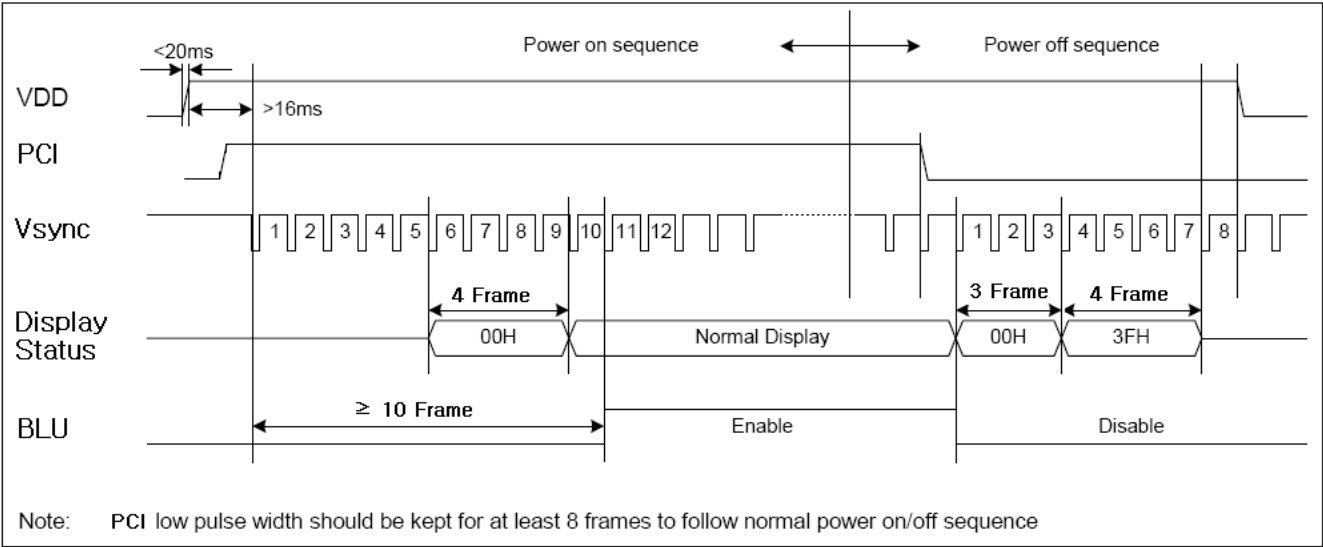 Power on sequence Power off sequence
<20ms
VDD
>16ms
PCI
Vsync 1 2 3 4 5 6 7 8 9 10 11 12 1 2 3 4 5 6 7 8
4 Frame 3 Frame 4 Frame
Display
Status
00H Normal Display 00H 3FH
≥ 10 Frame
BLU Enable Disable
Note: PCI low pulse width should be kept for at least 8 frames to follow normal power on/off sequence